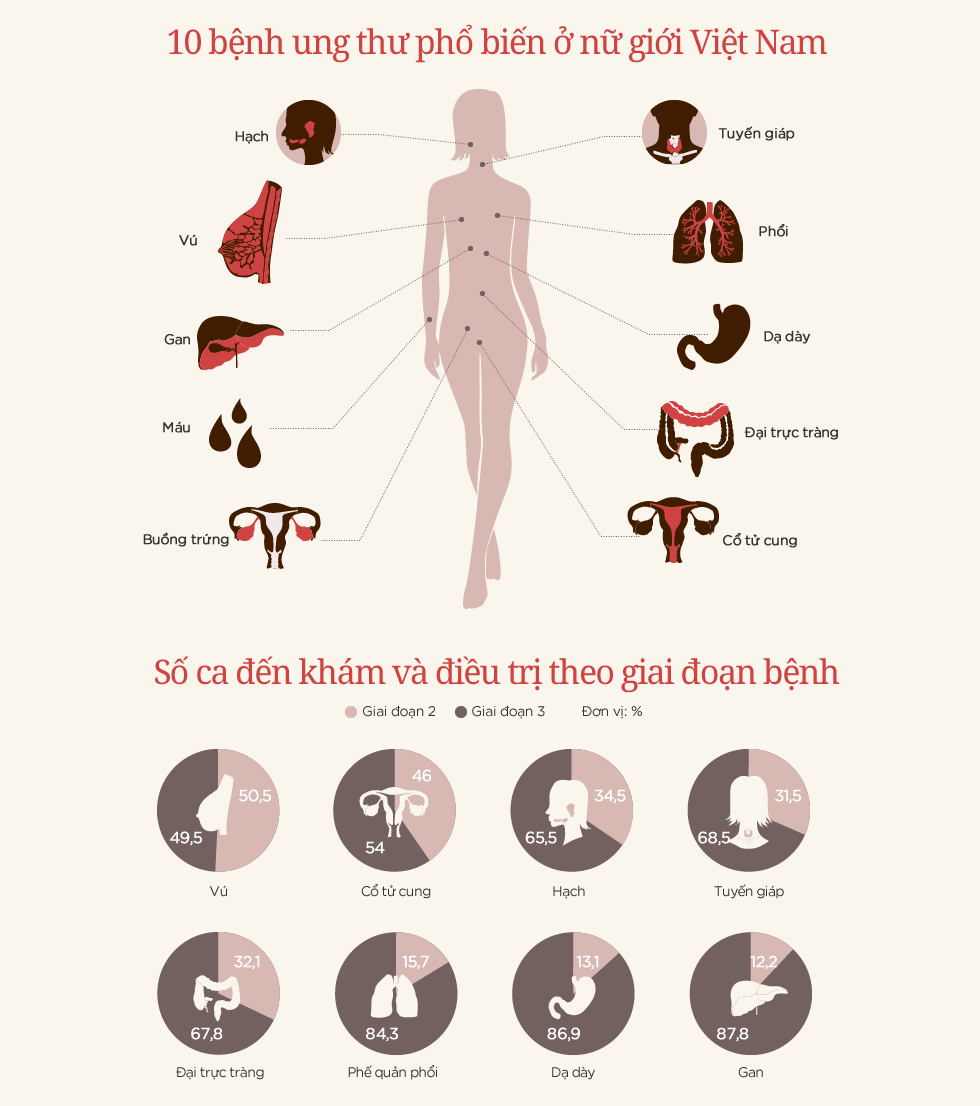 10 bệnh ung thư phổ biến ở nữ giới Việt Nam
Hạch
Tuyến giáp
Vú
Phổi
Gan
Dạ dày
Máu
Đại trực tràng
Buồng trứng
Cổ tử cung
Số ca đến khám và điều trị theo giai đoạn bệnh
Giai đoạn 2
Giai đoạn 3
Đơn vị: %
50,5
49,5
Vú
46
54
Cổ tử cung
34,5
65,5
Hạch
31,5
68,5
Tuyến giáp
32,1
67,8
Đại trực tràng
15,7
84,3
Phế quản phổi
13,1
86,9
Dạ dày
12,2
87,8
Gan